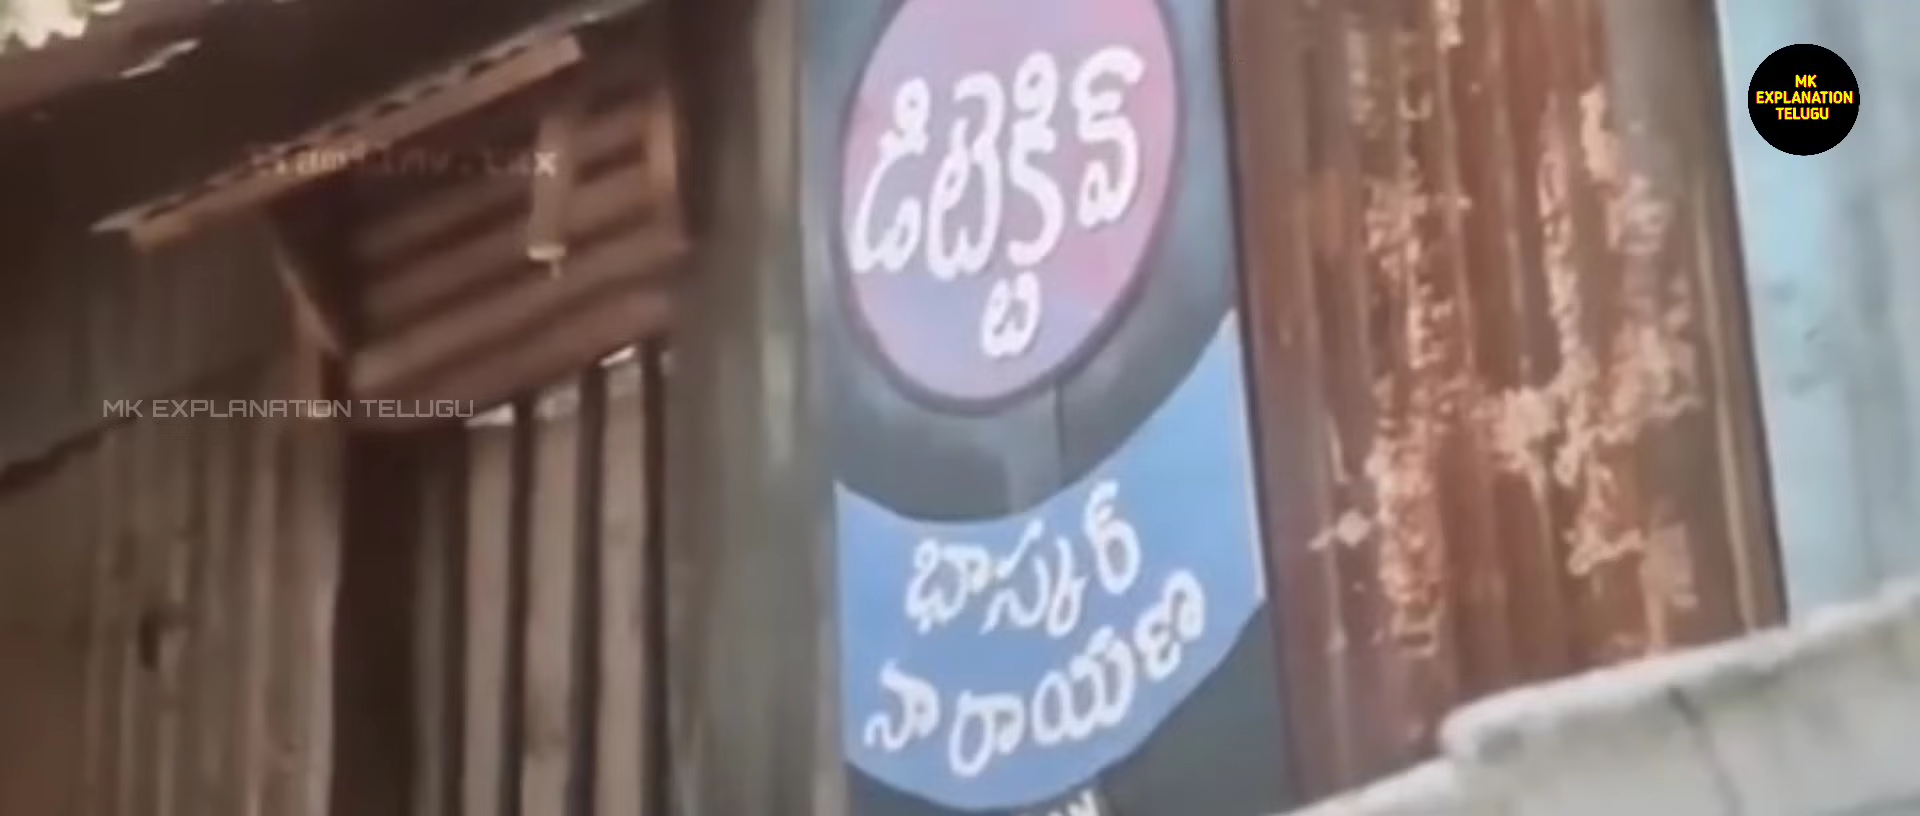 MK
EXPLANATION
TELUGU
డిటెక్టివ్
MK EXPLANATION TELUGU
భాస్కర్
నారాయణ